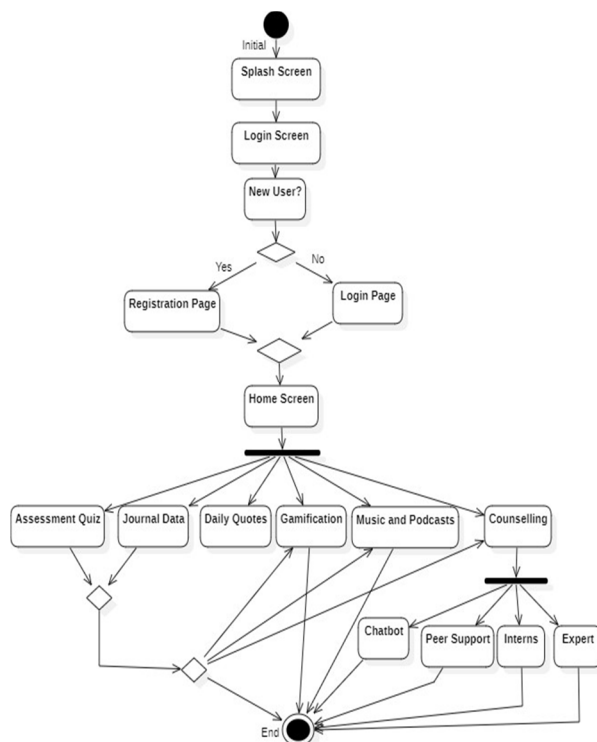 Initial
Splash Screen
Login Screen
New User?
Yes
No
Registration Page
Login Page
Home Screen
Assessment Quiz
Journal Data
Daily Quotes
Gamification
Music and Podcasts
Counselling
Chatbot
Peer Support
Interns
Expert
End